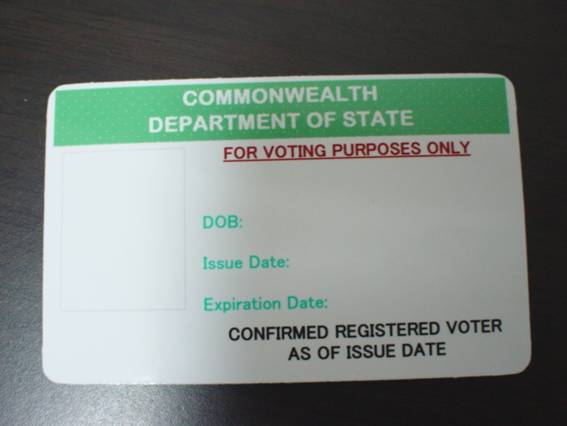 COMMONWEALTH
DEPARTMENT OF STATE
FOR VOTING PURPOSES ONLY
DOB:
Issue Date:
Expiration Date:
CONFIRMED REGISTERED VOTER
AS OF ISSUE DATE